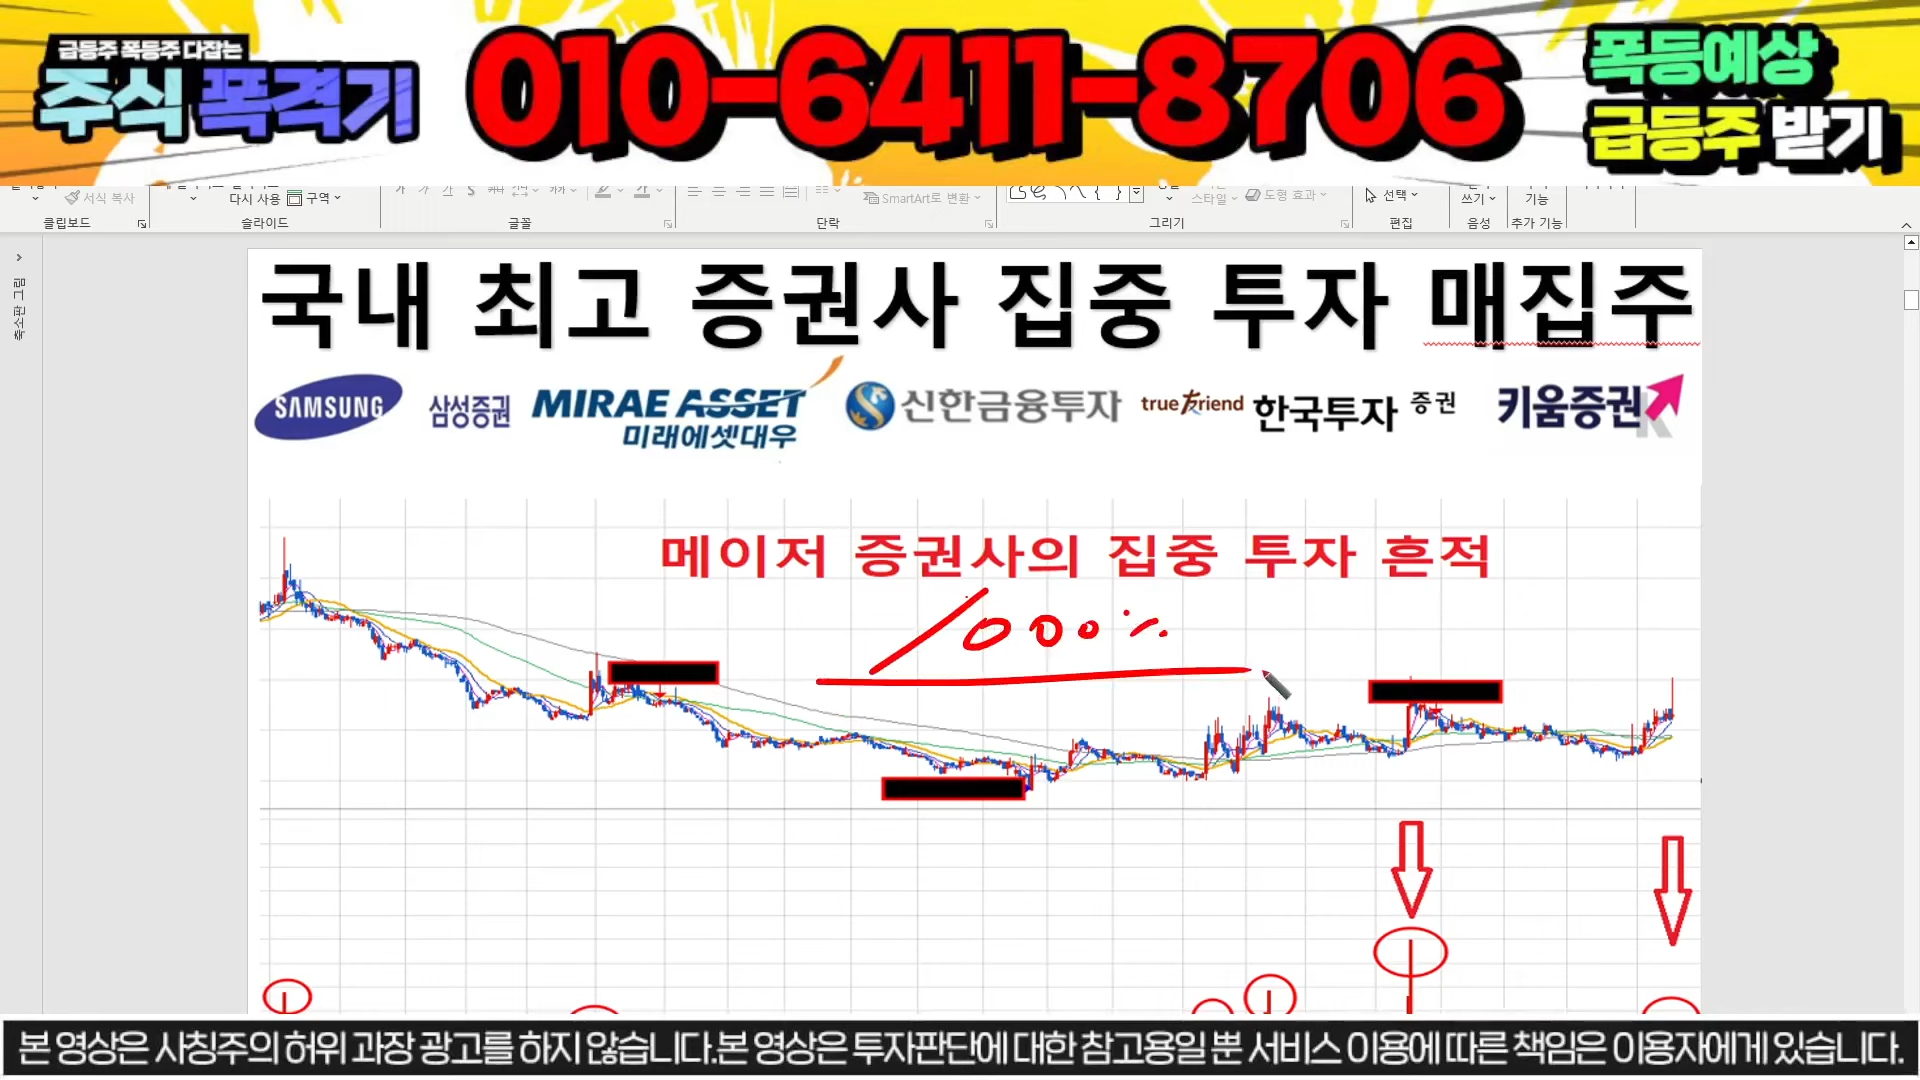 급등주 폭등주 다잡는
주식 폭격기
010-6411-8706
폭등예상
급등주 받기
서식 복사
다시 사용
구역
SmartArt로 변환
스타일
도형 효과
선택
쓰기
기능
클립보드
슬라이드
글꼴
단락
그리기
편집
음성
추가 기능
축소판 그림
국내 최고 증권사 집중 투자 매집주
SAMSUNG 삼성증권
MIRAE ASSET
미래에셋대우
신한금융투자
true friend 한국투자 증권
키움증권
메이저 증권사의 집중 투자 흔적
1000%
본 영상은 사칭주의 허위 과장 광고를 하지 않습니다.본 영상은 투자판단에 대한 참고용일 뿐 서비스 이용에 따른 책임은 이용자에게 있습니다.